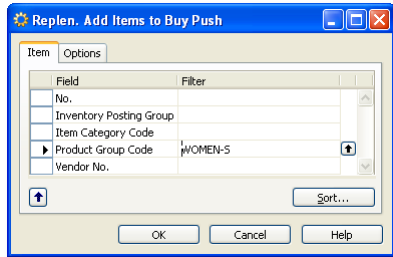 Replen. Add Items to Buy Push
Item Options
Field Filter
No.
Inventory Posting Group
Item Category Code
Product Group Code WOMEN-S
Vendor No.
Sort...
OK Cancel Help